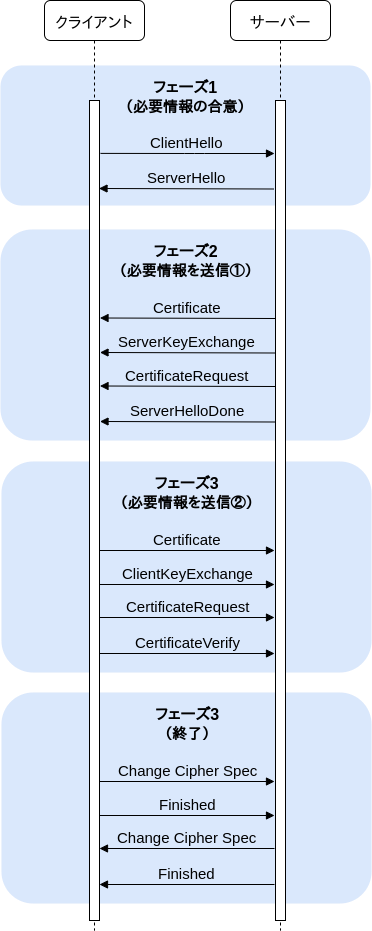 クライアント
サーバー
フェーズ1
（必要情報の合意）
ClientHello
ServerHello
フェーズ2
（必要情報を送信①）
Certificate
ServerKeyExchange
CertificateRequest
ServerHelloDone
フェーズ3
（必要情報を送信②）
Certificate
ClientKeyExchange
CertificateRequest
CertificateVerify
フェーズ3
（終了）
Change Cipher Spec
Finished
Change Cipher Spec
Finished